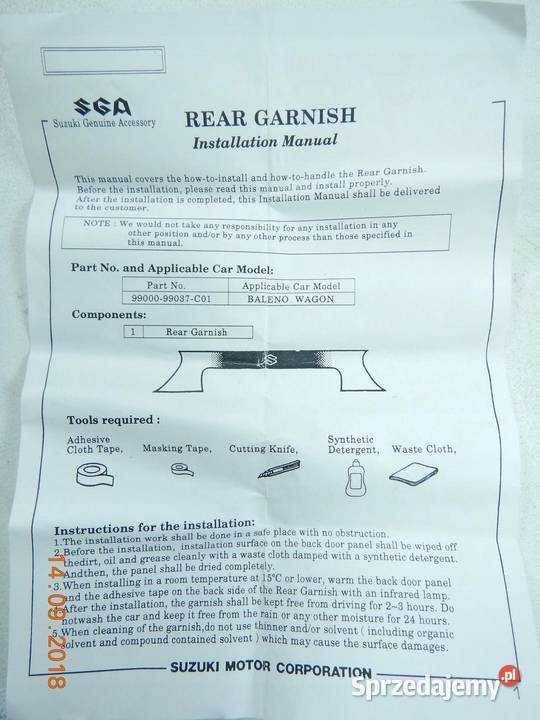 SGA
Suzuki Genuine Accessory
REAR GARNISH
Installation Manual
This manual covers the how-to-install and how-to-handle the Rear Garnish.
Before the installation, please read this manual and install properly.
After the installation is completed, this Installation Manual shall be delivered
to the customer.
NOTE : We would not take any responsibility for any installation in any
other position and/or by any other process than those specified in
this manual.
Part No. and Applicable Car Model:
Part No. Applicable Car Model
99000-99037-C01 BALENO WAGON
Components:
1 Rear Garnish
Tools required :
Adhesive
Cloth Tape, Masking Tape, Cutting Knife, Synthetic
Detergent, Waste Cloth,
Instructions for the installation:
1.The installation work shall be done in a safe place with no obstruction.
2.Before the installation, installation surface on the back door panel shall be wiped off
thedirt, oil and grease cleanly with a waste cloth damped with a synthetic detergent.
Andthen, the panel shall be dried completely.
3.When installing in a room temperature at 15°C or lower, warm the back door panel
and the adhesive tape on the back side of the Rear Garnish with an infrared lamp.
After the installation, the garnish shall be kept free from driving for 2~3 hours. Do
notwash the car and keep it free from the rain or any other moisture for 24 hours.
5.When cleaning of the garnish,do not use thinner and/or solvent ( including organic
solvent and compound contained solvent ) which may cause the surface damages.
SUZUKI MOTOR CORPORATION
14.09.2018
Sprzedajemy.pl
1